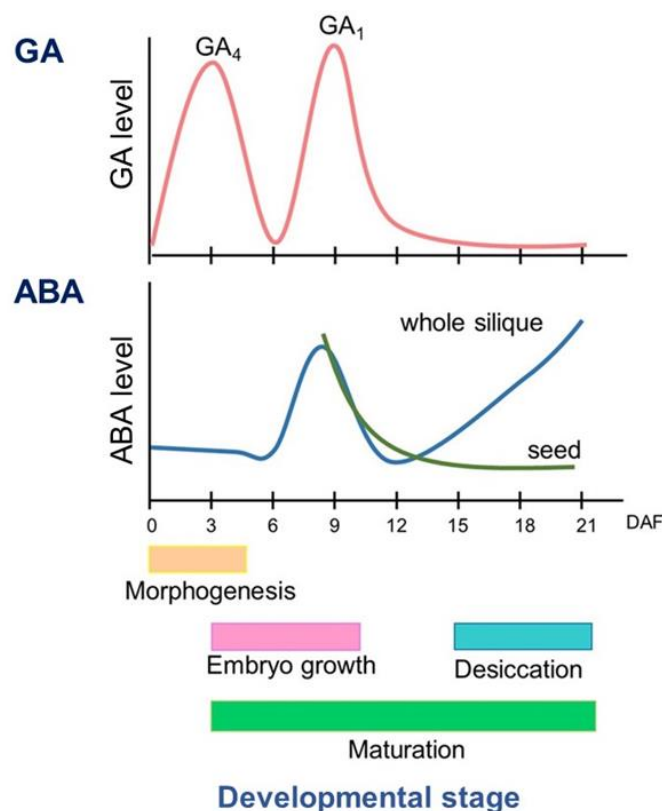 GA
GA4
GA1
GA level
ABA
ABA level
whole silique
seed
0 3 6 9 12 15 18 21 DAF
Morphogenesis
Embryo growth
Desiccation
Maturation
Developmental stage